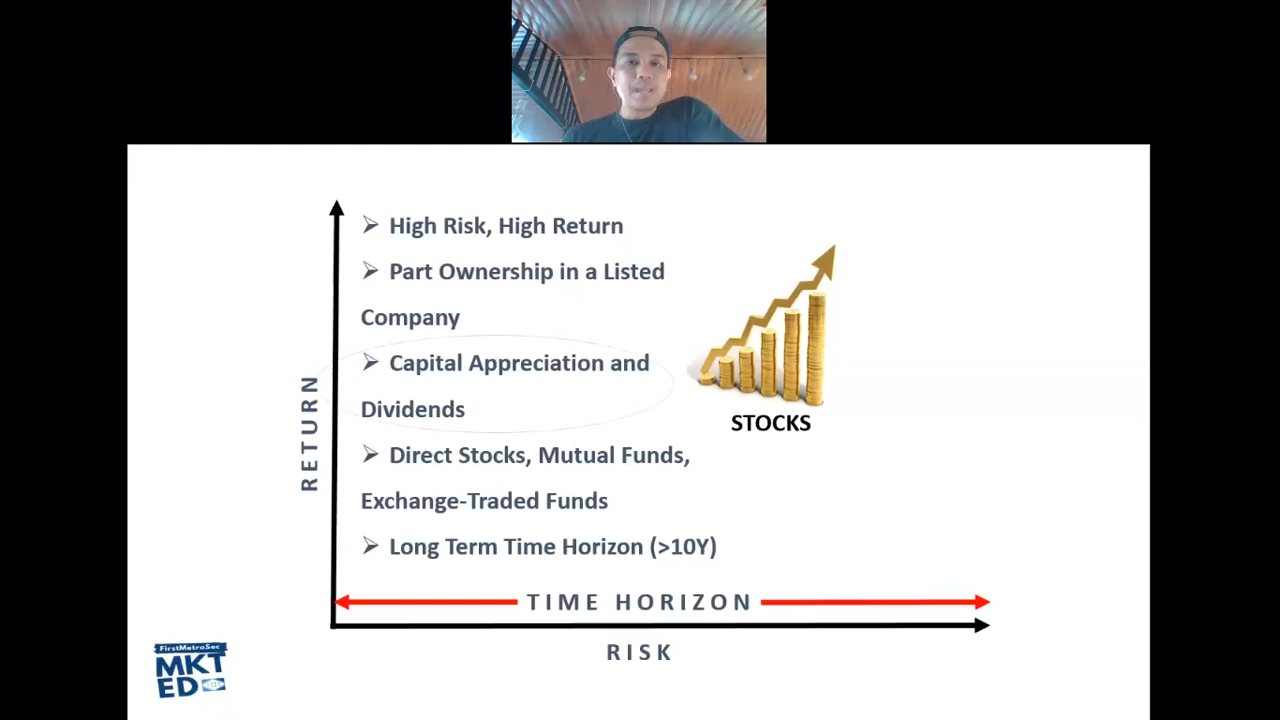 ➢ High Risk, High Return
➢ Part Ownership in a Listed
Company
➢ Capital Appreciation and
Dividends
➢ Direct Stocks, Mutual Funds,
Exchange-Traded Funds
➢ Long Term Time Horizon (>10Y)
STOCKS
RETURN
TIME HORIZON
RISK
FirstMetroSec
MKT
ED